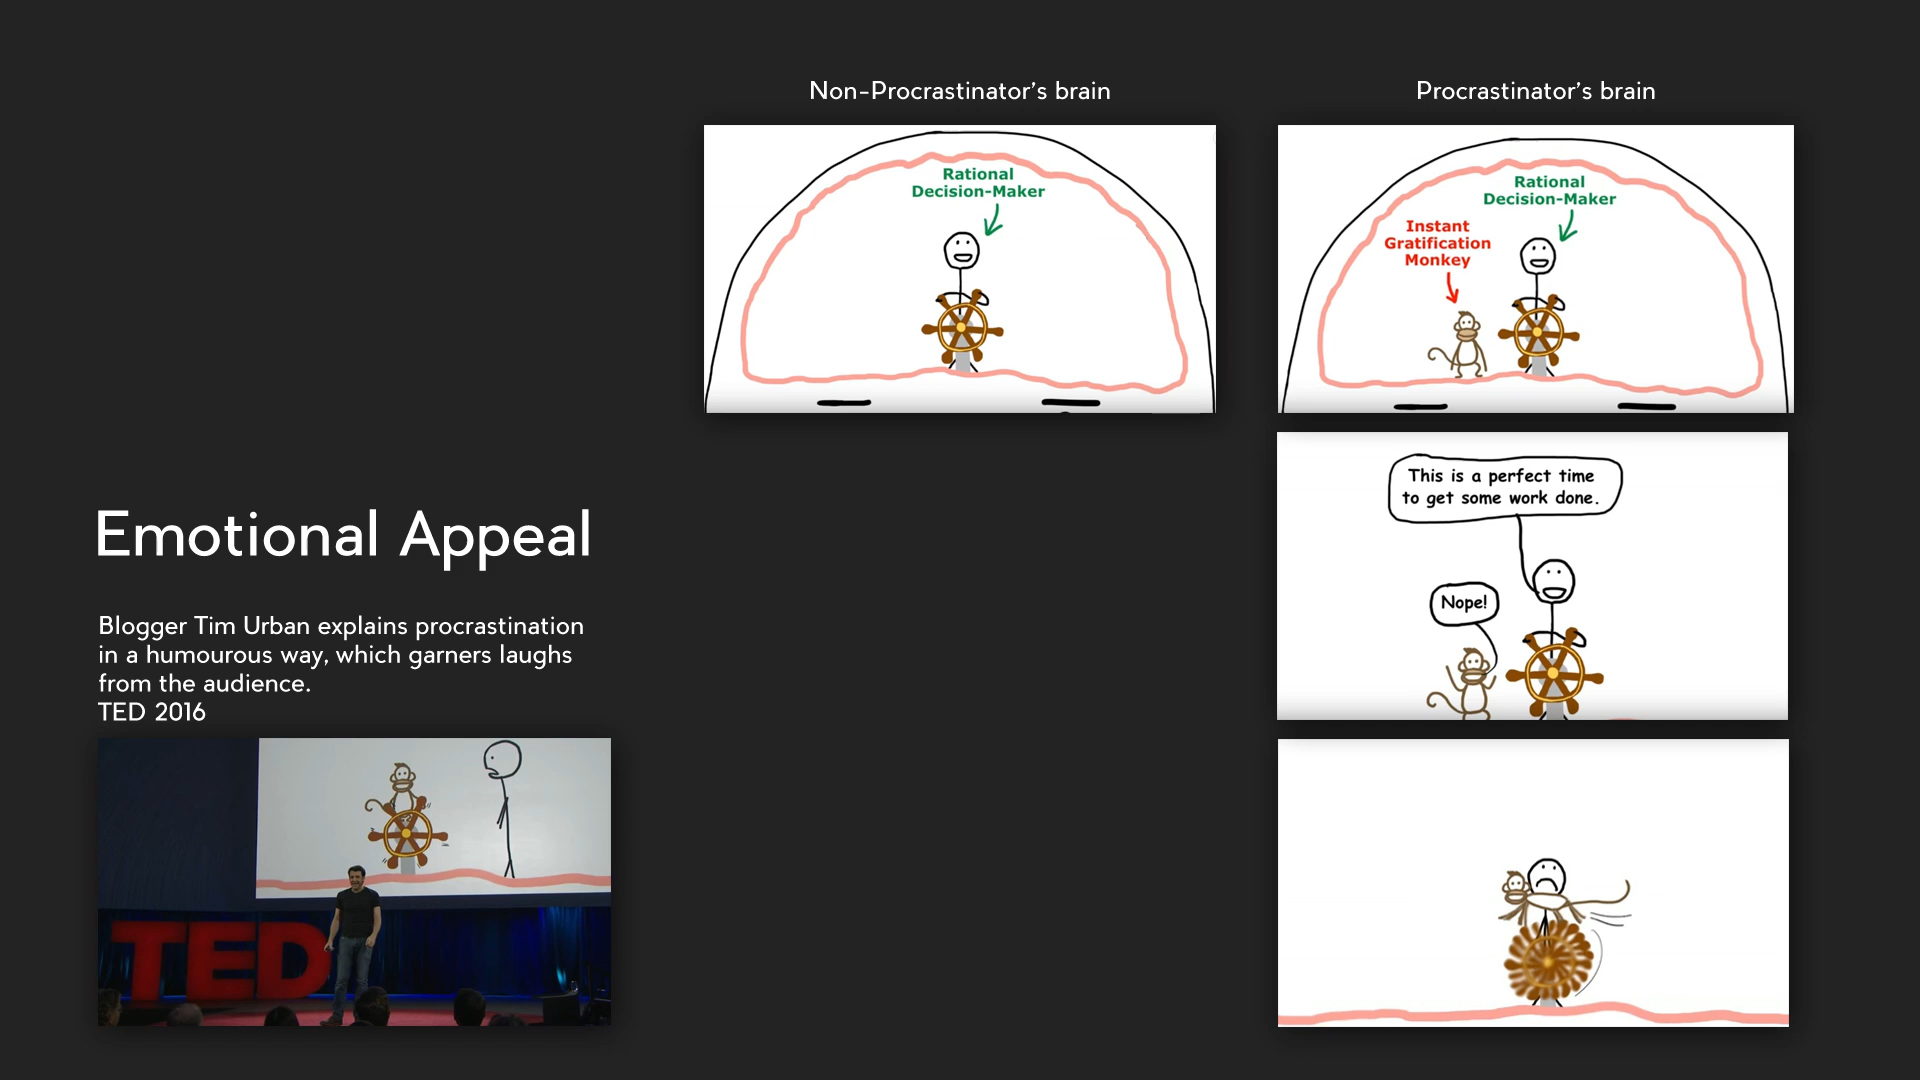 Non-Procrastinator's brain
Procrastinator's brain
Rational
Decision-Maker
Rational
Decision-Maker
Instant
Gratification
Monkey
This is a perfect time
to get some work done.
Nope!
Emotional Appeal
Blogger Tim Urban explains procrastination
in a humourous way, which garners laughs
from the audience.
TED 2016
TED